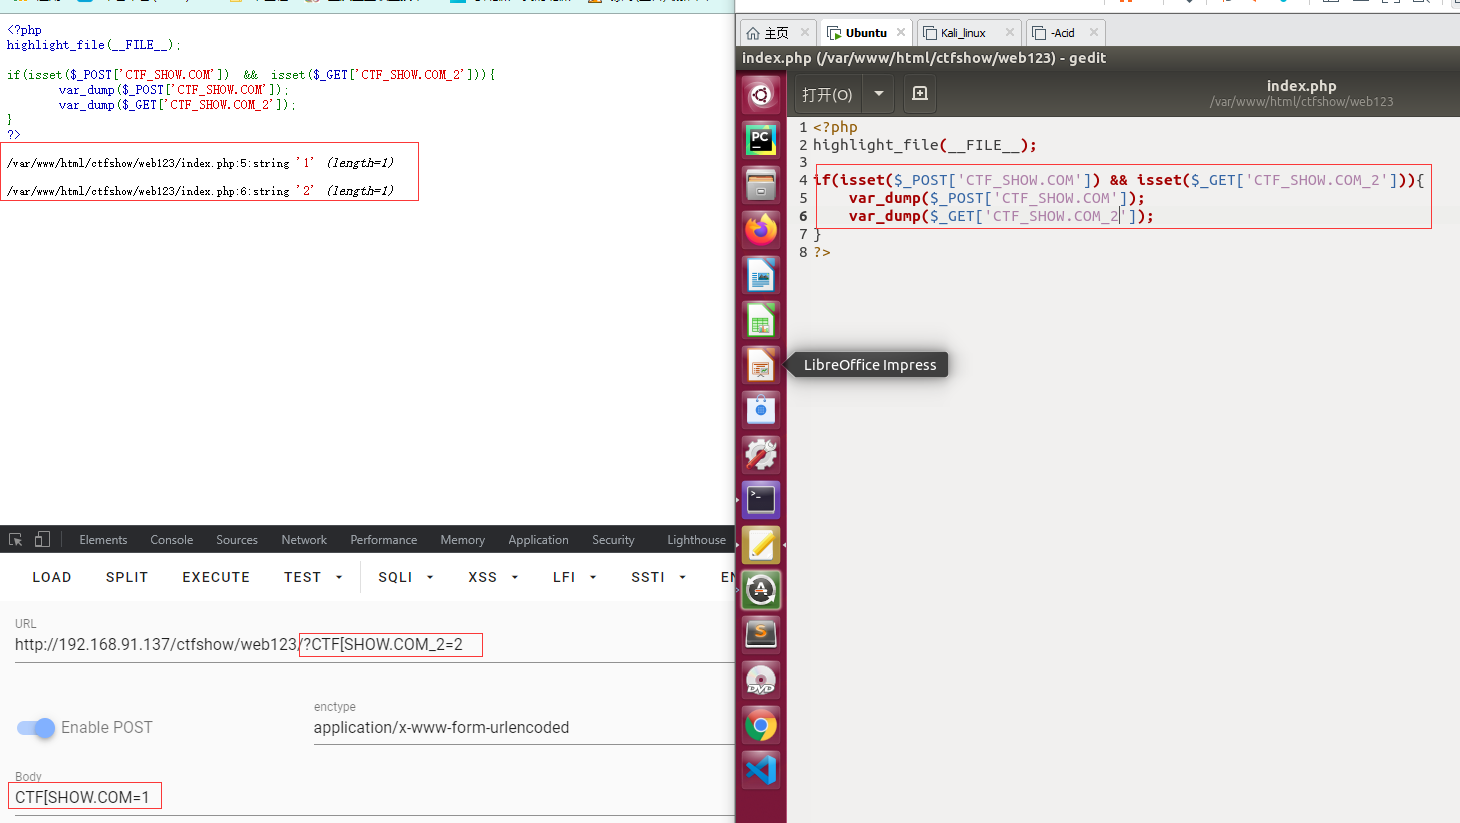 <?php
highlight_file(__FILE__);
if(isset($_POST['CTF_SHOW.COM']) && isset($_GET['CTF_SHOW.COM_2'])){
var_dump($_POST['CTF_SHOW.COM']);
var_dump($_GET['CTF_SHOW.COM_2']);
}
?>
/var/www/html/ctfshow/web123/index.php:5:string '1' (length=1)
/var/www/html/ctfshow/web123/index.php:6:string '2' (length=1)
Elements Console Sources Network Performance Memory Application Security Lighthouse
LOAD SPLIT EXECUTE TEST SQLI XSS LFI SSTI
URL
http://192.168.91.137/ctfshow/web123/?CTF[SHOW.COM_2=2
Enable POST
enctype
application/x-www-form-urlencoded
Body
CTF[SHOW.COM=1
主页 Ubuntu Kali_linux -Acid
index.php (/var/www/html/ctfshow/web123) - gedit
打开(O)
index.php
/var/www/html/ctfshow/web123
1 <?php
2 highlight_file(__FILE__);
3
4 if(isset($_POST['CTF_SHOW.COM']) && isset($_GET['CTF_SHOW.COM_2'])){
5 var_dump($_POST['CTF_SHOW.COM']);
6 var_dump($_GET['CTF_SHOW.COM_2']);
7 }
8 ?>
PC
LibreOffice Impress
>_
A
S
DVD